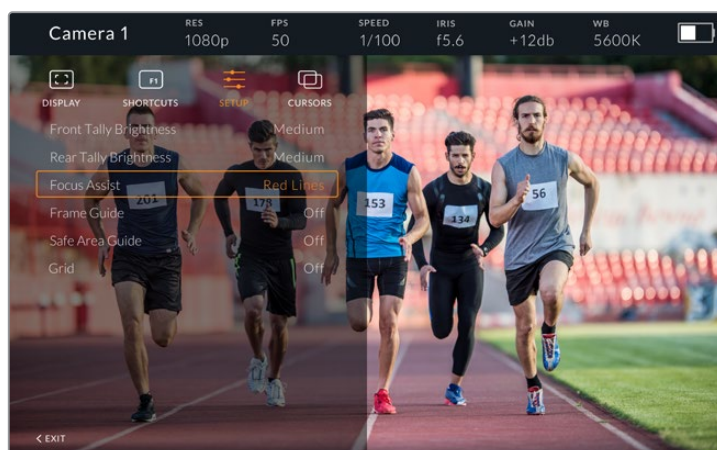 Camera 1
RES
1080p
FPS
50
SPEED
1/100
IRIS
f5.6
GAIN
+12db
WB
5600K
F1
DISPLAY
SHORTCUTS
SETUP
CURSORS
Front Tally Brightness Medium
Rear Tally Brightness Medium
Focus Assist Red Lines
Frame Guide Off
Safe Area Guide Off
Grid Off
201
178
153
134
56
< EXIT